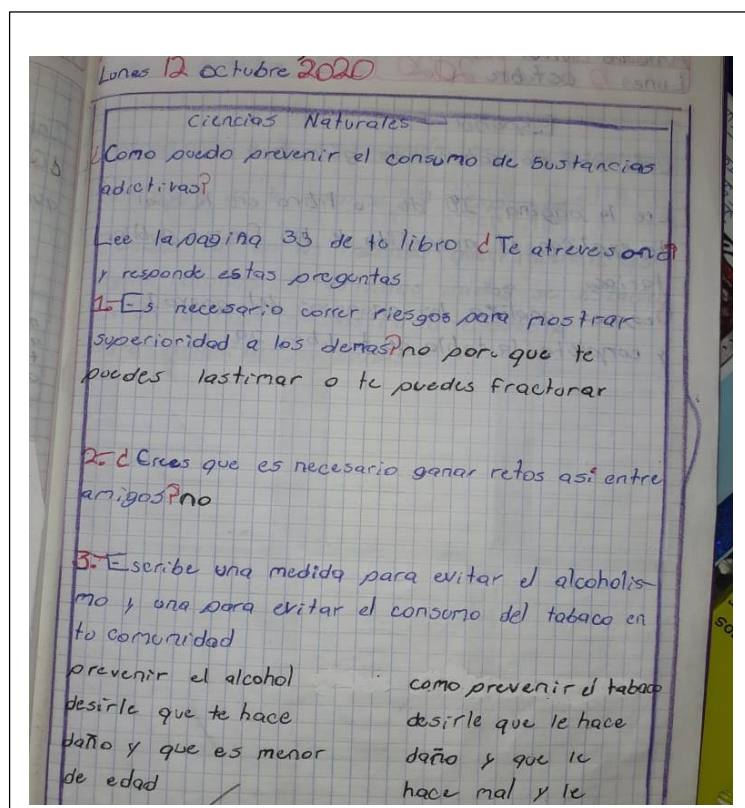 Lunes 12 octubre 2020
Ciencias Naturales
¿Como puedo prevenir el consumo de sustancias
adictivas?
Lee la pagina 33 de tu libro ¿Te atreves una?
y responde estas preguntas
1.- Es necesario correr riesgos para mostrar
superioridad a los demas? no por que te
puedes lastimar o te puedes fracturar
2.- ¿Crees que es necesario ganar retos asi entre
amigos? no
3.- Escribe una medida para evitar el alcoholis-
mo y una para evitar el consumo del tabaco en
tu comunidad
prevenir el alcohol
desirle que te hace
daño y que es menor
de edad
como prevenir el tabaco
desirle que le hace
daño y que le
hace mal y le